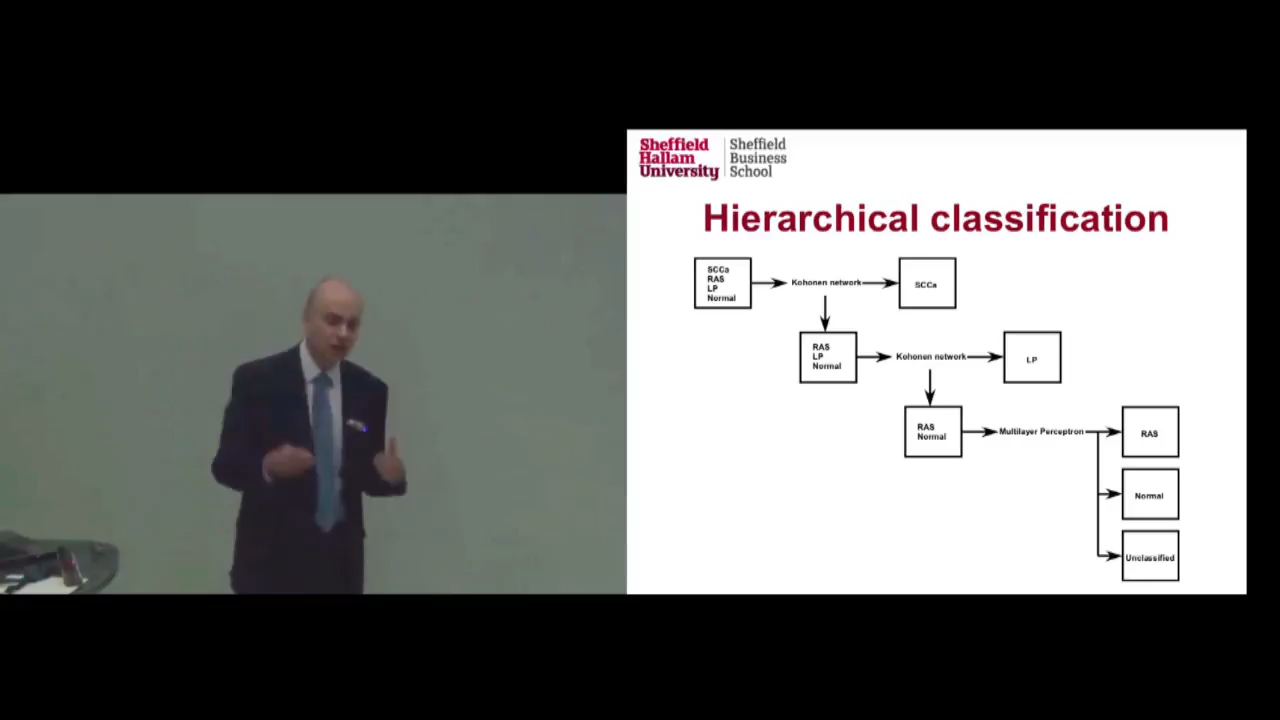 Sheffield
Hallam
University
Sheffield
Business
School
Hierarchical classification
SCCa
RAS
LP
Normal
Kohonen network
SCCa
RAS
LP
Normal
Kohonen network
LP
RAS
Normal
Multilayer Perceptron
RAS
Normal
Unclassified